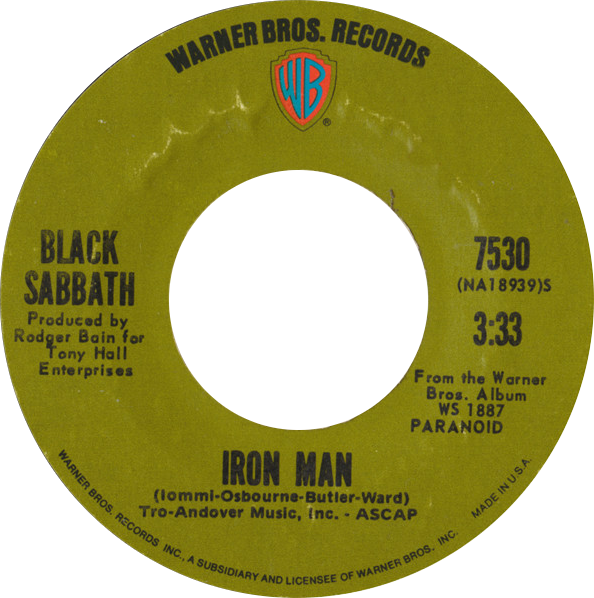 WARNER BROS. RECORDS
WB
®
BLACK
SABBATH
Produced by
Rodger Bain for
Tony Hall
Enterprises
7530
(NA18939)S
3:33
From the Warner
Bros. Album
WS 1887
PARANOID
IRON MAN
(Iommi-Osbourne-Butler-Ward)
Tro-Andover Music, Inc. - ASCAP
WARNER BROS. RECORDS INC., A SUBSIDIARY AND LICENSEE OF WARNER BROS., INC.
MADE IN U.S.A.